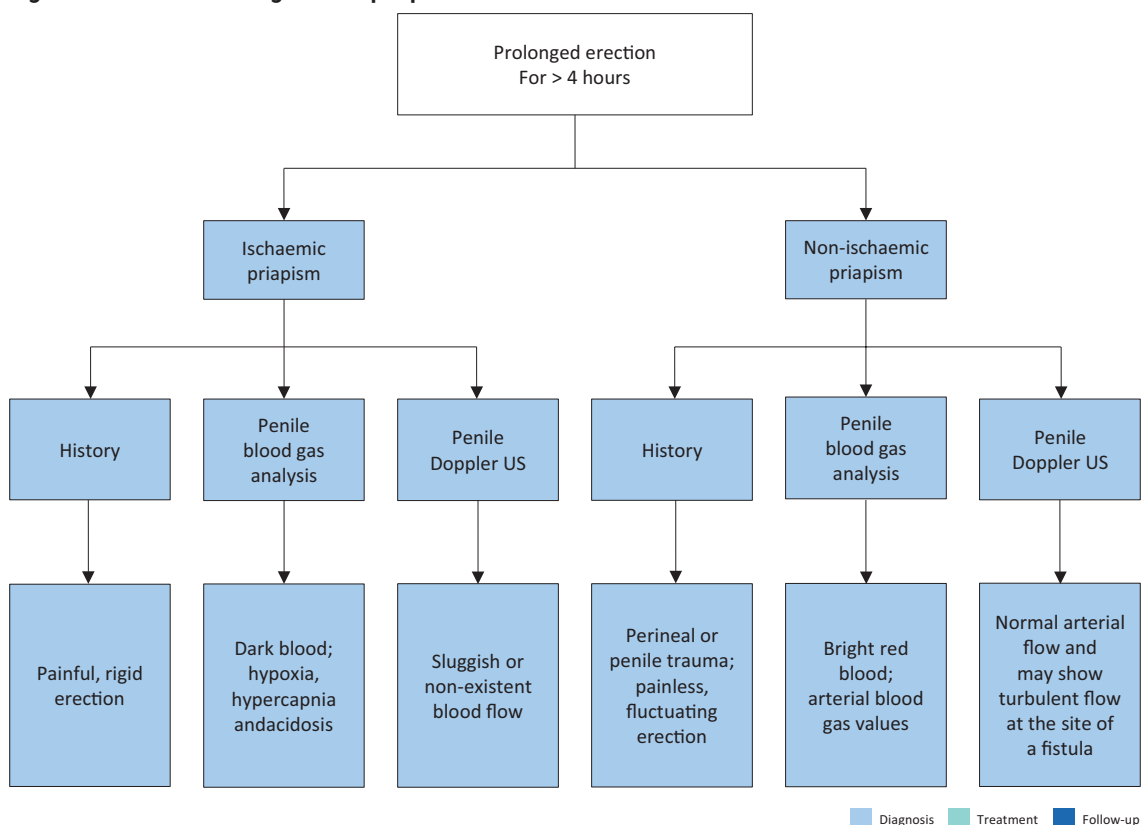 Prolonged erection
For > 4 hours
Ischaemic
priapism
Non-ischaemic
priapism
History
Penile
blood gas
analysis
Penile
Doppler US
History
Penile
blood gas
analysis
Penile
Doppler US
Painful, rigid
erection
Dark blood;
hypoxia,
hypercapnia
andacidosis
Sluggish or
non-existent
blood flow
Perineal or
penile trauma;
painless,
fluctuating
erection
Bright red
blood;
arterial blood
gas values
Normal arterial
flow and
may show
turbulent flow
at the site of
a fistula
Diagnosis Treatment Follow-up